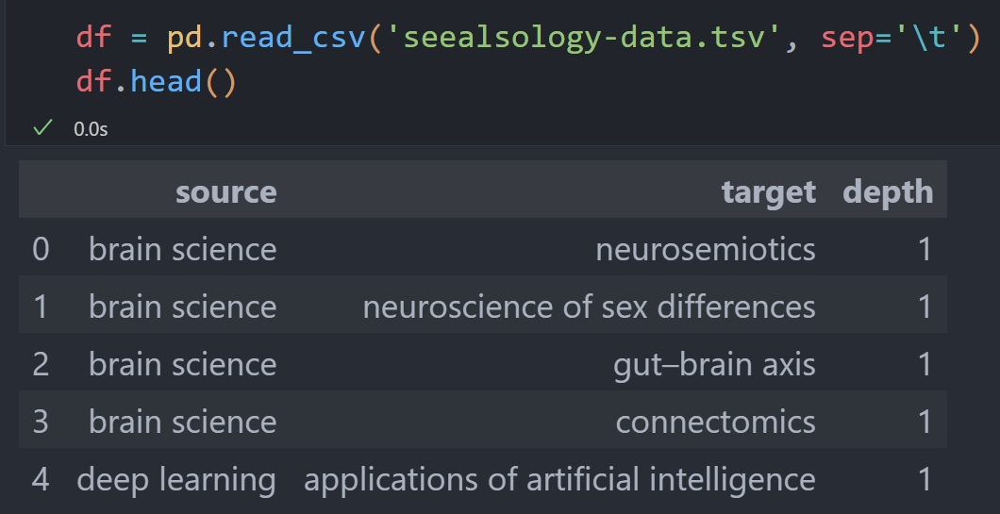 df = pd.read_csv('seealsology-data.tsv', sep='\t')
df.head()
✓ 0.0s
source target depth
0 brain science neurosemiotics 1
1 brain science neuroscience of sex differences 1
2 brain science gut–brain axis 1
3 brain science connectomics 1
4 deep learning applications of artificial intelligence 1